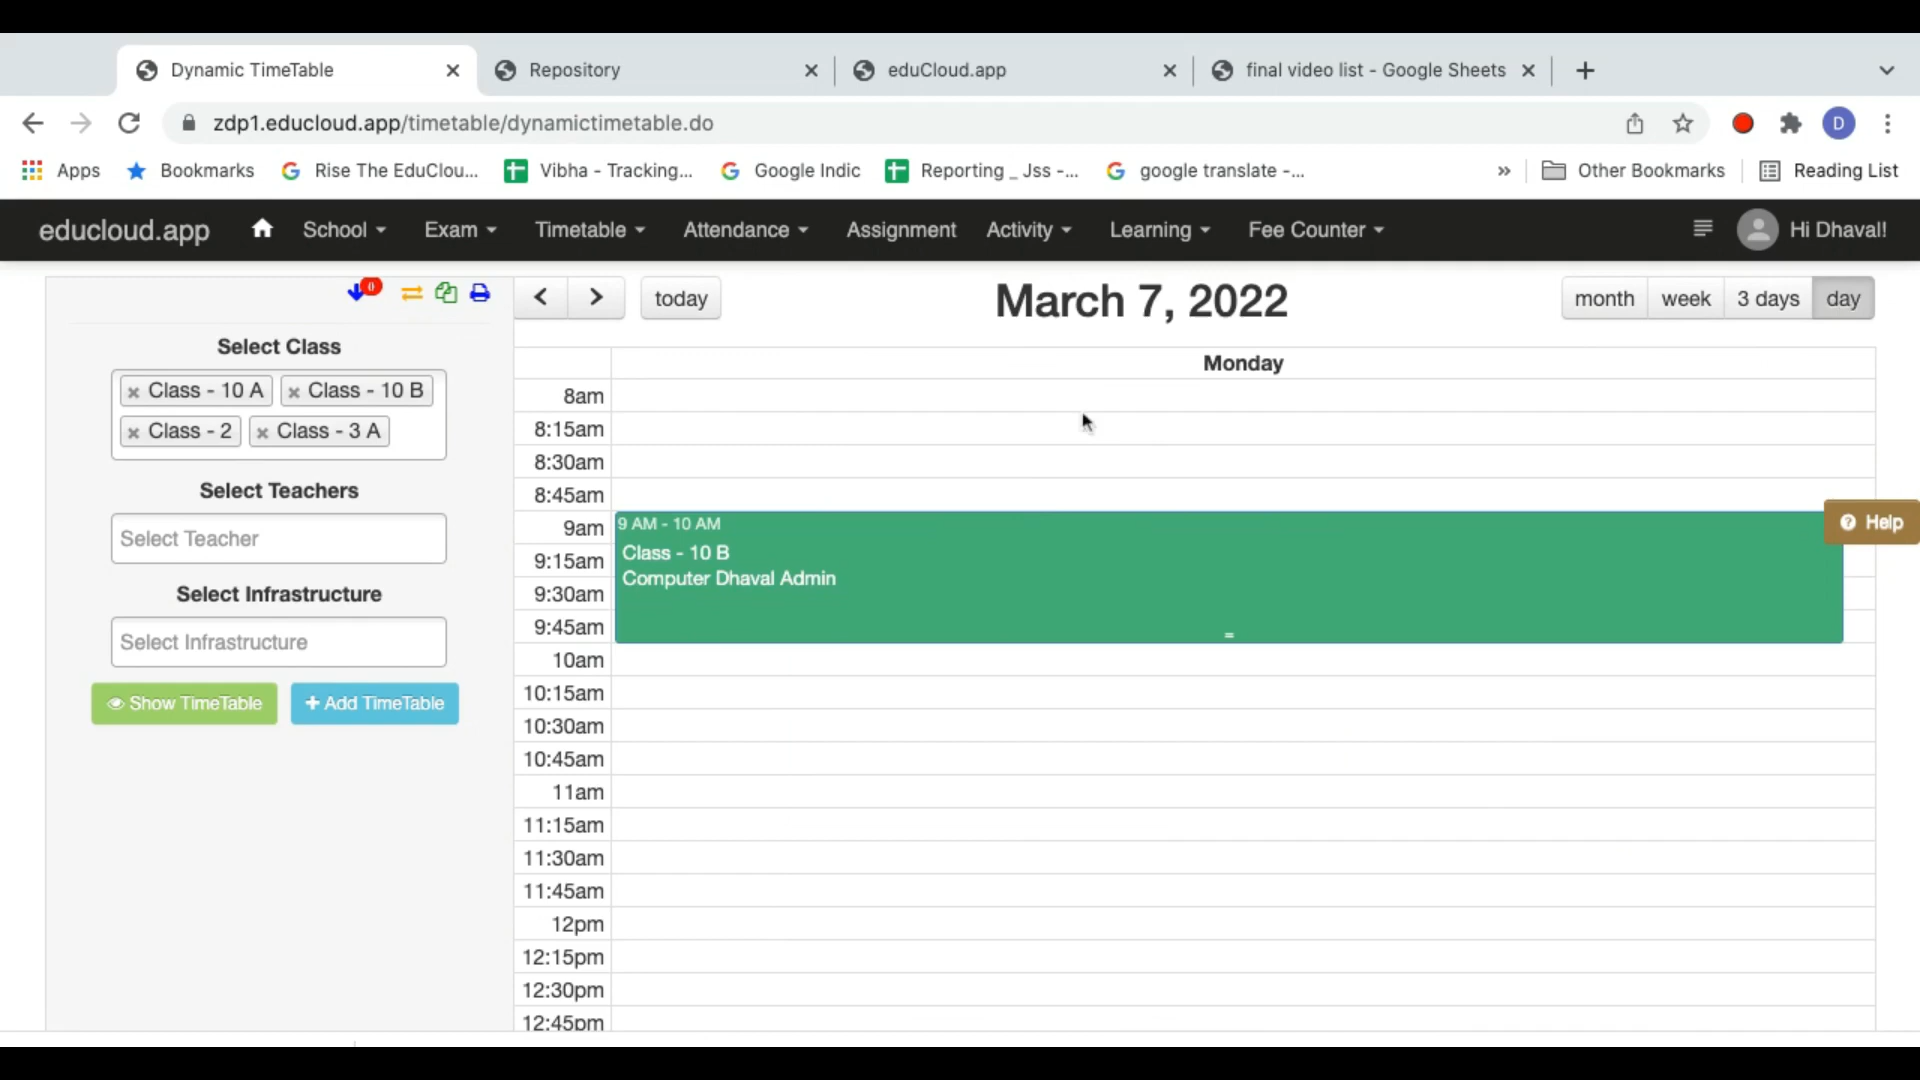 Dynamic TimeTable
Repository
eduCloud.app
final video list - Google Sheets
zdp1.educloud.app/timetable/dynamictimetable.do
D
Apps
Bookmarks
Rise The EduClou...
Vibha - Tracking...
Google Indic
Reporting _ Jss -...
google translate -...
»
Other Bookmarks
Reading List
educloud.app
School
Exam
Timetable
Attendance
Assignment
Activity
Learning
Fee Counter
Hi Dhaval!
0
today
March 7, 2022
month
week
3 days
day
Select Class
× Class - 10 A
× Class - 10 B
× Class - 2
× Class - 3 A
Select Teachers
Select Teacher
Select Infrastructure
Select Infrastructure
Show TimeTable
+ Add TimeTable
Monday
8am
8:15am
8:30am
8:45am
9am
9:15am
9:30am
9:45am
10am
10:15am
10:30am
10:45am
11am
11:15am
11:30am
11:45am
12pm
12:15pm
12:30pm
12:45pm
9 AM - 10 AM
Class - 10 B
Computer Dhaval Admin
=
Help